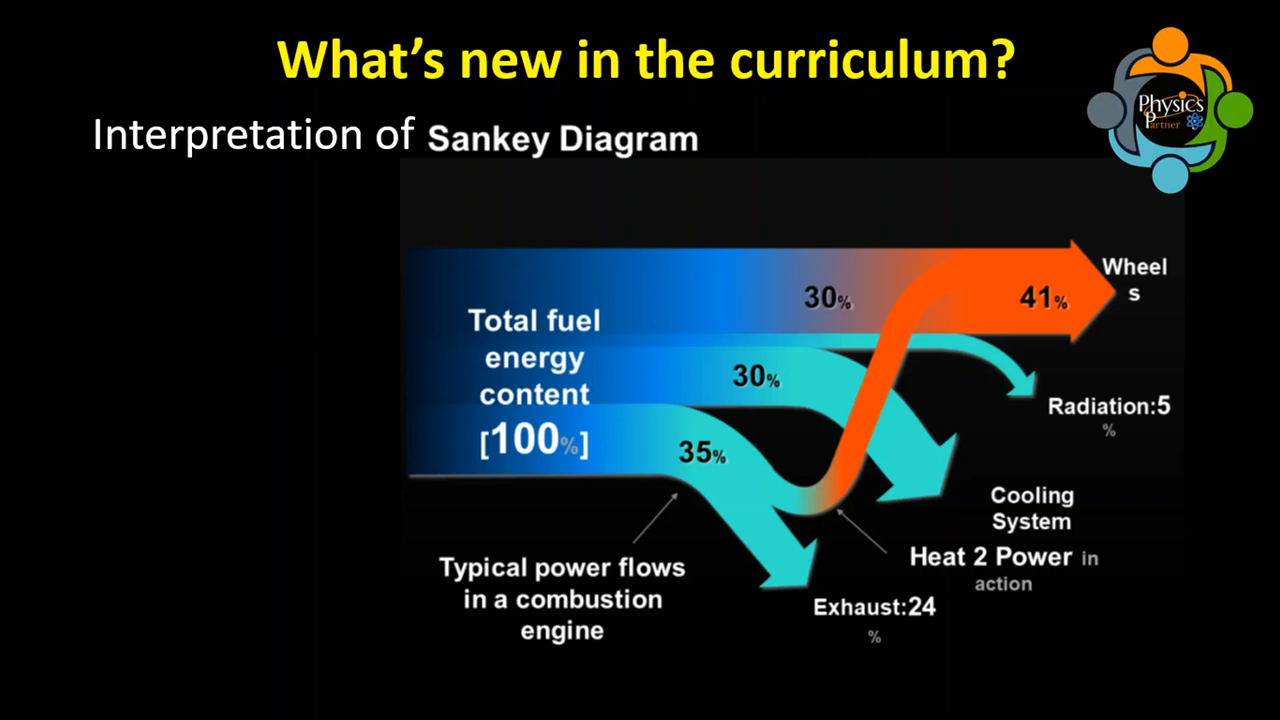 What's new in the curriculum?
Physics
Partner
Interpretation of Sankey Diagram
Wheel
s
30%
41%
Total fuel
energy
content
[100%]
30%
Radiation:5
%
35%
Cooling
System
Heat 2 Power in
action
Typical power flows
in a combustion
engine
Exhaust:24
%